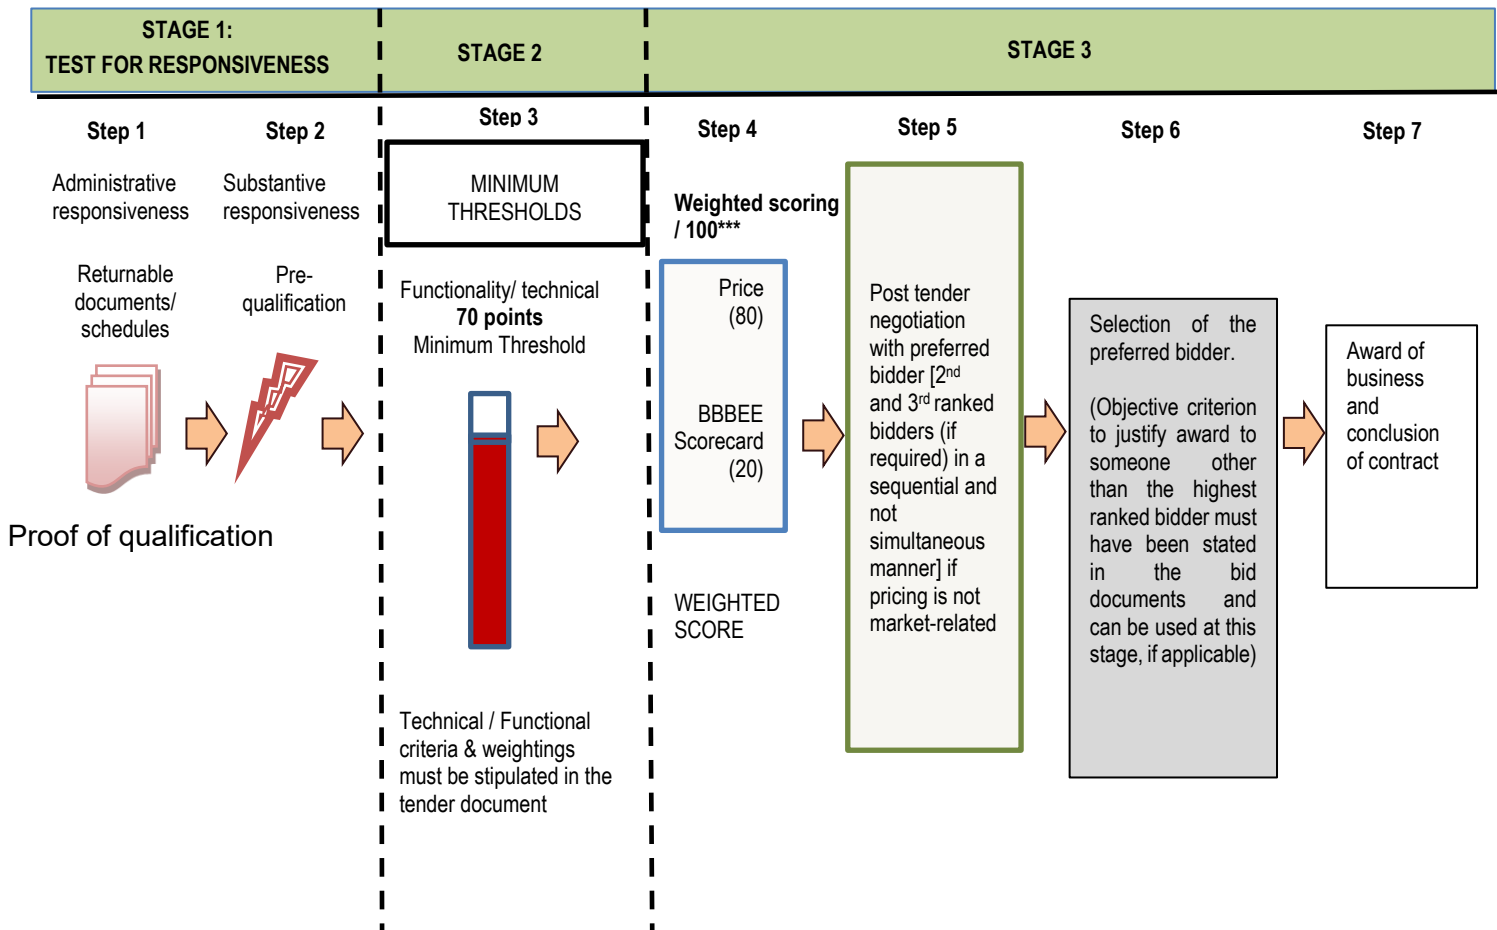 STAGE 1:
TEST FOR RESPONSIVENESS
STAGE 2
STAGE 3
Step 1
Step 2
Step 3
Step 4
Step 5
Step 6
Step 7
Administrative
responsiveness
Returnable
documents/
schedules
Proof of qualification
Substantive
responsiveness
Pre-
qualification
MINIMUM
THRESHOLDS
Functionality/ technical
70 points
Minimum Threshold
Technical / Functional
criteria & weightings
must be stipulated in the
tender document
Weighted scoring
/ 100***
Price
(80)
BBBEE
Scorecard
(20)
WEIGHTED
SCORE
Post tender
negotiation
with preferred
bidder [2nd
and 3rd ranked
bidders (if
required) in a
sequential and
not
simultaneous
manner] if
pricing is not
market-related
Selection of the
preferred bidder.
(Objective criterion
to justify award to
someone other
than the highest
ranked bidder must
have been stated
in the bid
documents and
can be used at this
stage, if applicable)
Award of
business
and
conclusion
of contract